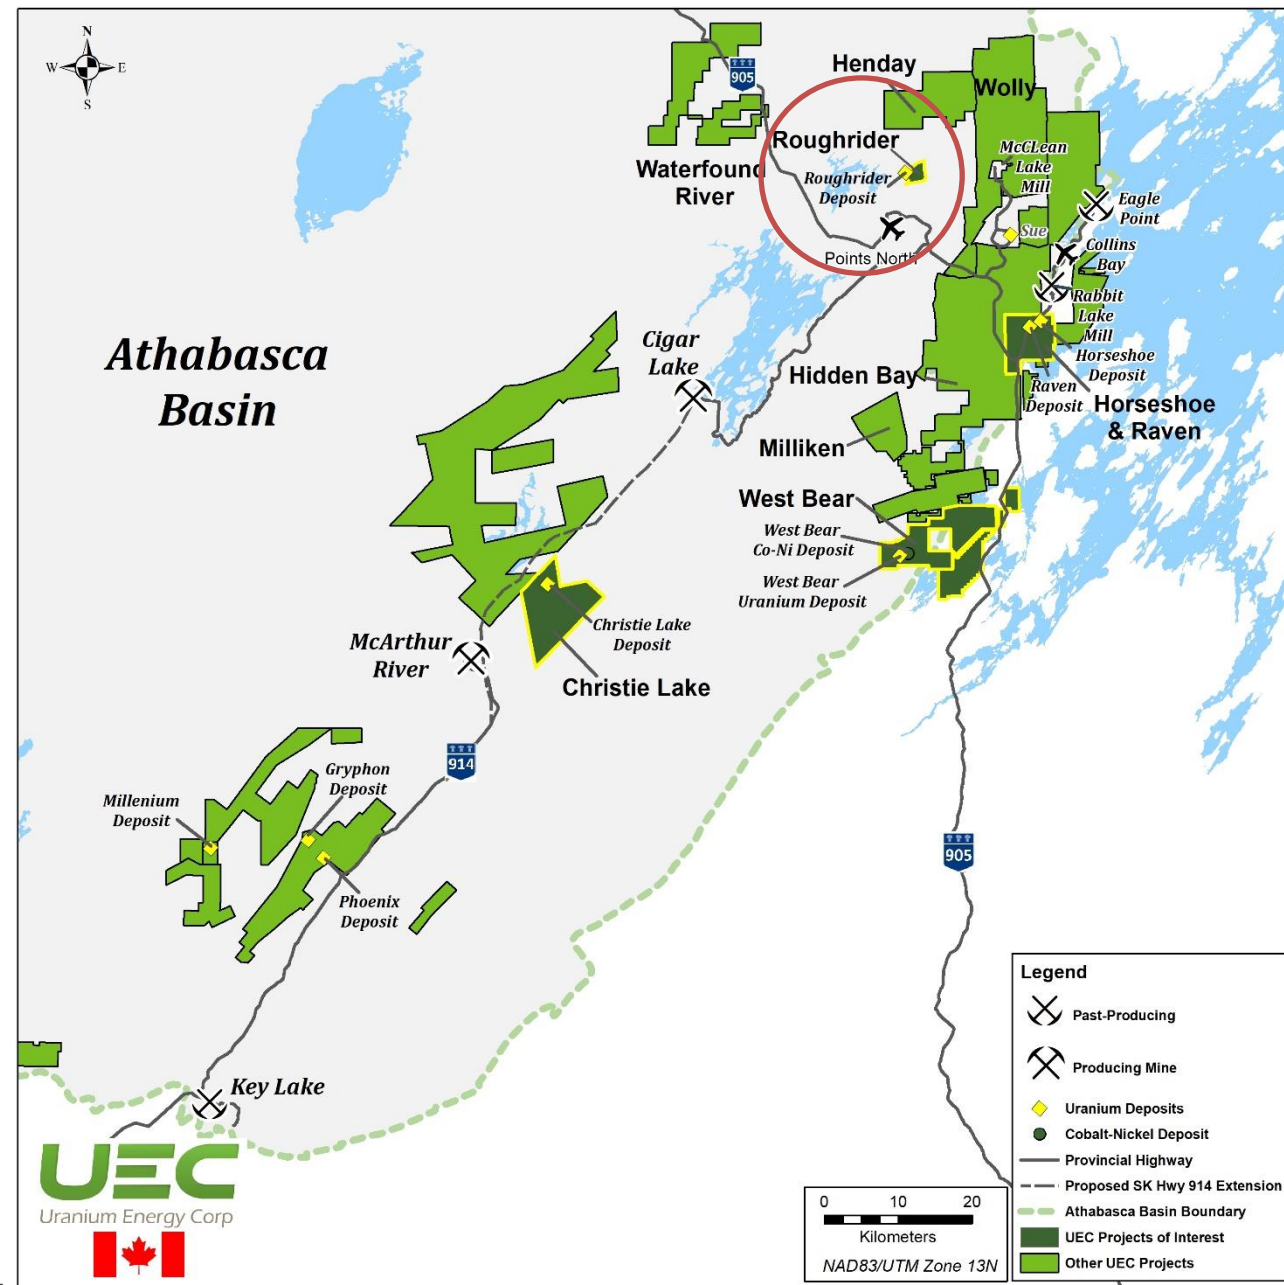 N
W
E
S
905
Henday
Wolly
Roughrider
McCLean
Lake
Mill
Waterfound
River
Roughrider
Deposit
Eagle
Point
Sue
Collins
Bay
Points North
Rabbit
Lake
Mill
Athabasca
Basin
Cigar
Lake
Horseshoe
Deposit
Hidden Bay
Raven
Deposit
Horseshoe
& Raven
Milliken
West Bear
West Bear
Co-Ni Deposit
West Bear
Uranium Deposit
Christie Lake
Deposit
McArthur
River
Christie Lake
914
Gryphon
Deposit
Millenium
Deposit
905
Phoenix
Deposit
Key Lake
UEC
Uranium Energy Corp
0 10 20
Kilometers
NAD83/UTM Zone 13N
Legend
Past-Producing
Producing Mine
Uranium Deposits
Cobalt-Nickel Deposit
Provincial Highway
Proposed SK Hwy 914 Extension
Athabasca Basin Boundary
UEC Projects of Interest
Other UEC Projects